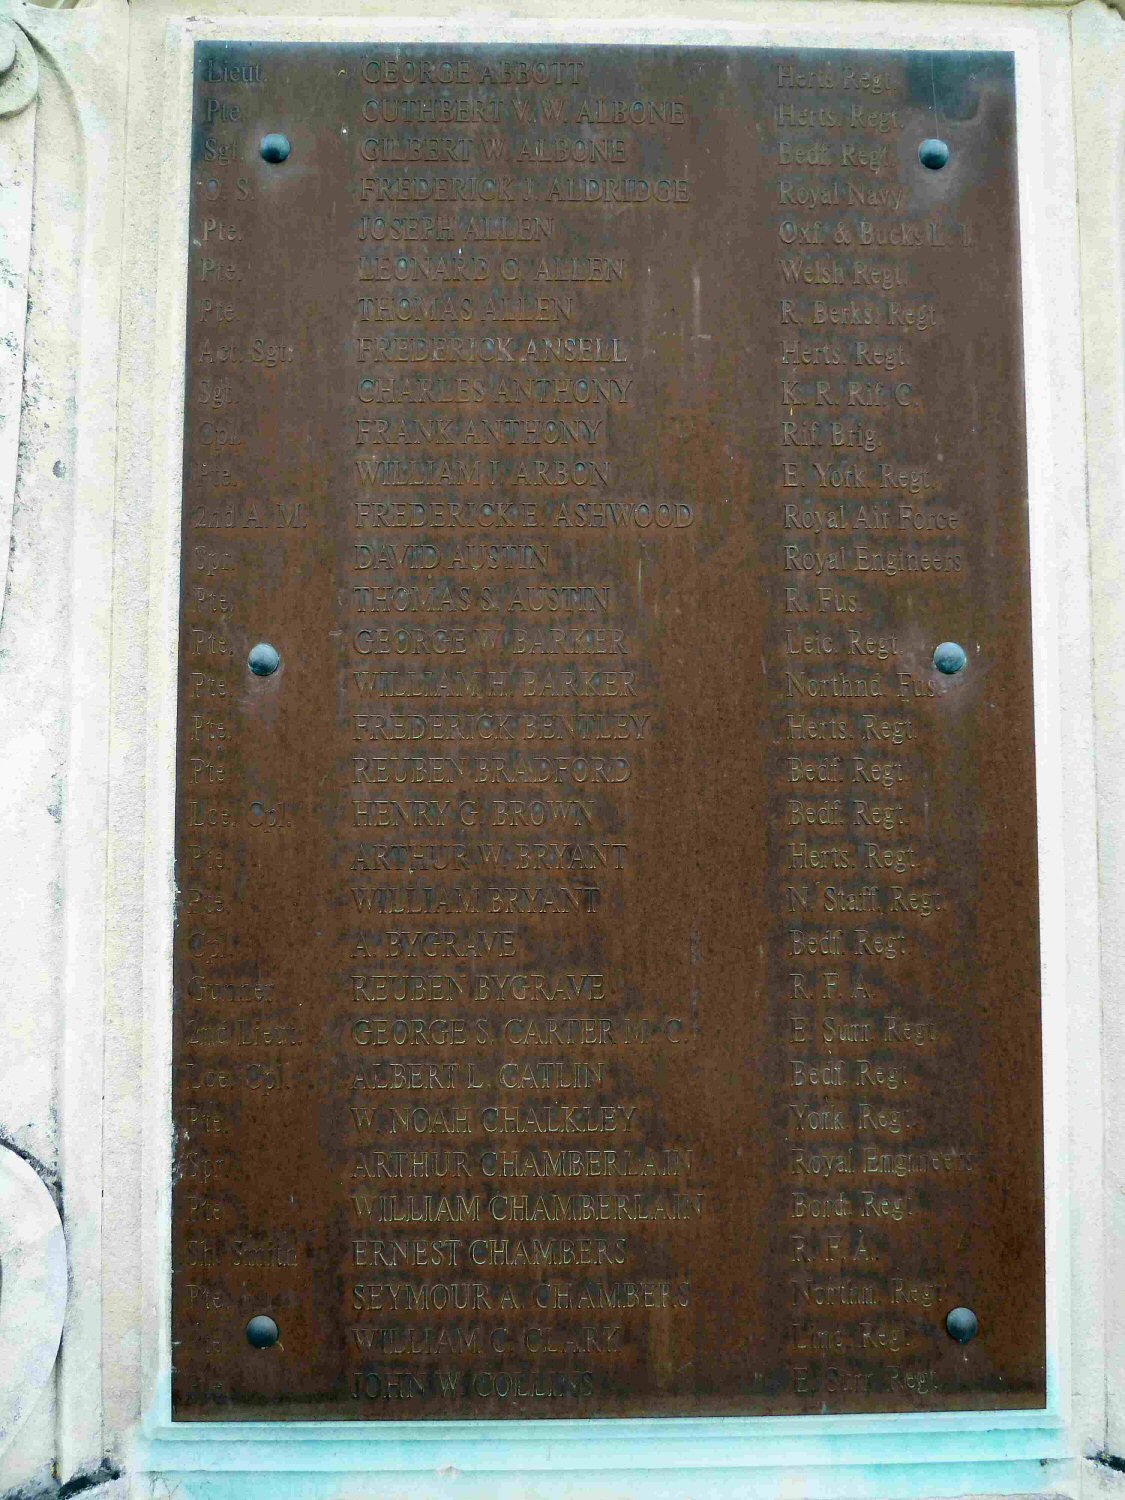 Lieut. GEORGE ABBOTT Herts. Regt.
Pte. CUTHBERT V. W. ALBONE Herts. Regt.
Sgt. GILBERT W. ALBONE Bedf. Regt.
O. S. FREDERICK J. ALDRIDGE Royal Navy
Pte. JOSEPH ALLEN Oxf. & Bucks L. I.
Pte. LEONARD G. ALLEN Welsh Regt.
Pte. THOMAS ALLEN R. Berks. Regt.
Act. Sgt. FREDERICK ANSELL Herts. Regt.
Sgt. CHARLES ANTHONY K. R. Rif. C.
Cpl. FRANK ANTHONY Rif. Brig.
Pte. WILLIAM J. ARBON E. York. Regt.
2nd A. M. FREDERICK E. ASHWOOD Royal Air Force
Spr. DAVID AUSTIN Royal Engineers
Pte. THOMAS S. AUSTIN R. Fus.
Pte. GEORGE W. BARKER Leic. Regt.
Pte. WILLIAM H. BARKER Northnd. Fus.
Pte. FREDERICK BENTLEY Herts. Regt.
Pte. REUBEN BRADFORD Bedf. Regt.
Lce. Cpl. HENRY G. BROWN Bedf. Regt.
Pte. ARTHUR W. BRYANT Herts. Regt.
Pte. WILLIAM BRYANT N. Staff. Regt.
Cpl. A. BYGRAVE Bedf. Regt.
Gunner REUBEN BYGRAVE R. F. A.
2nd Lieut. GEORGE S. CARTER M. C. E. Surr. Regt.
Lce. Cpl. ALBERT L. CATLIN Bedf. Regt.
Pte. W. NOAH CHALKLEY York. Regt.
Spr. ARTHUR CHAMBERLAIN Royal Engineers
Pte. WILLIAM CHAMBERLAIN Bordr. Regt.
Sh. Smith ERNEST CHAMBERS R. F. A.
Pte. SEYMOUR A. CHAMBERS Northn. Regt.
Pte. WILLIAM C. CLARK Linc. Regt.
Pte. JOHN W. COLLINS E. Surr. Regt.